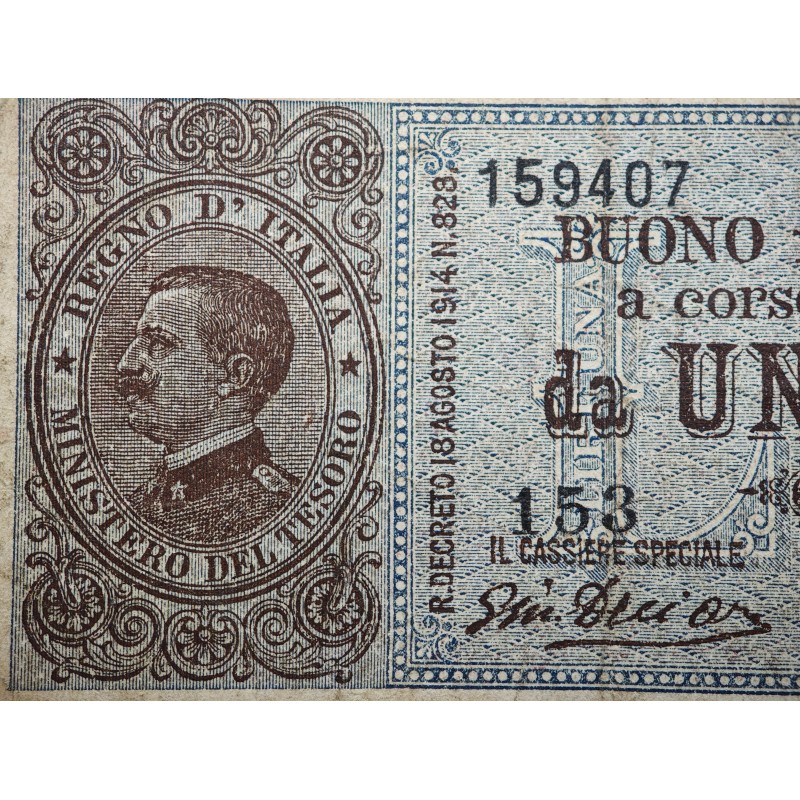 REGNO D' ITALIA
MINISTERO DEL TESORO
R. DECRETO 18 AGOSTO 1914 N. 828.
159407
BUONO
a corso
da UN
153
IL CASSIERE SPECIALE